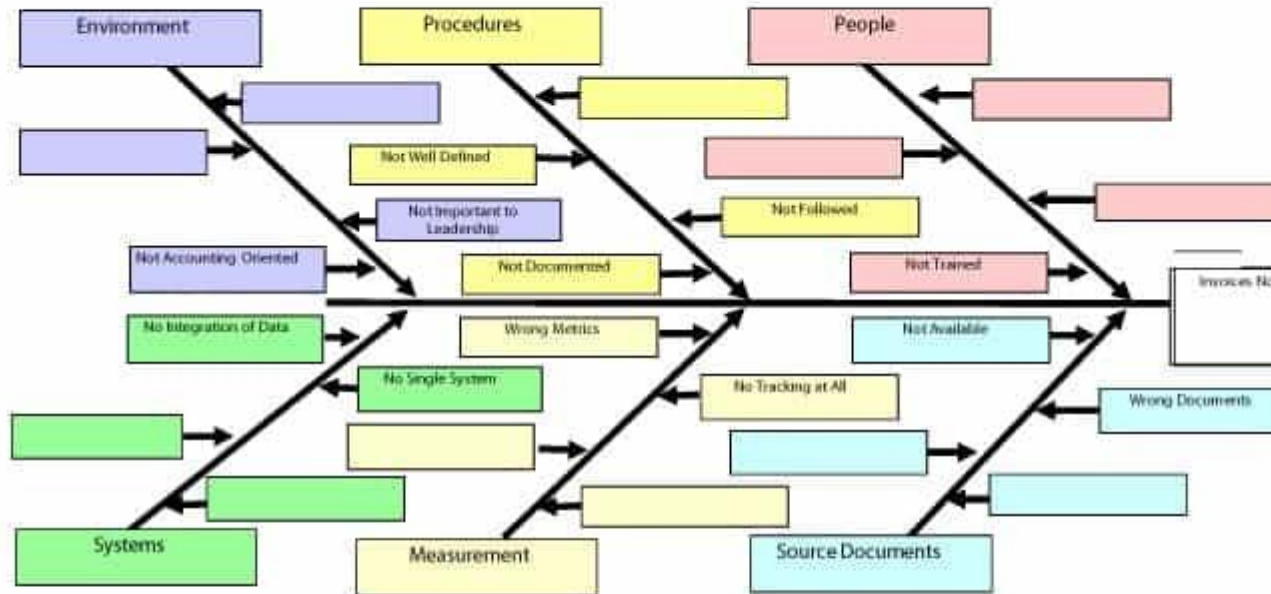 Environment
Procedures
People
Not Well Defined
Not Important to
Leadership
Not Followed
Not Accounting Oriented
Not Documented
Not Trained
Invoices No
No Integration of Data
Wrong Metrics
Not Available
No Single System
No Tracking at All
Wrong Documents
Systems
Measurement
Source Documents